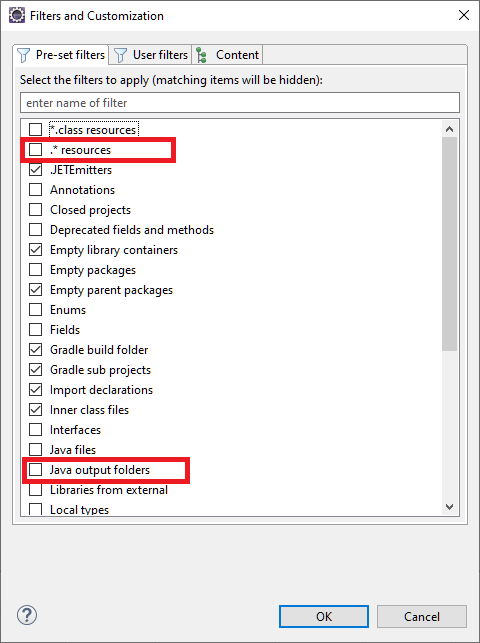 Filters and Customization
Pre-set filters User filters Content
Select the filters to apply (matching items will be hidden):
enter name of filter
*.class resources
.* resources
.JETEmitters
Annotations
Closed projects
Deprecated fields and methods
Empty library containers
Empty packages
Empty parent packages
Enums
Fields
Gradle build folder
Gradle sub projects
Import declarations
Inner class files
Interfaces
Java files
Java output folders
Libraries from external
Local types
OK Cancel